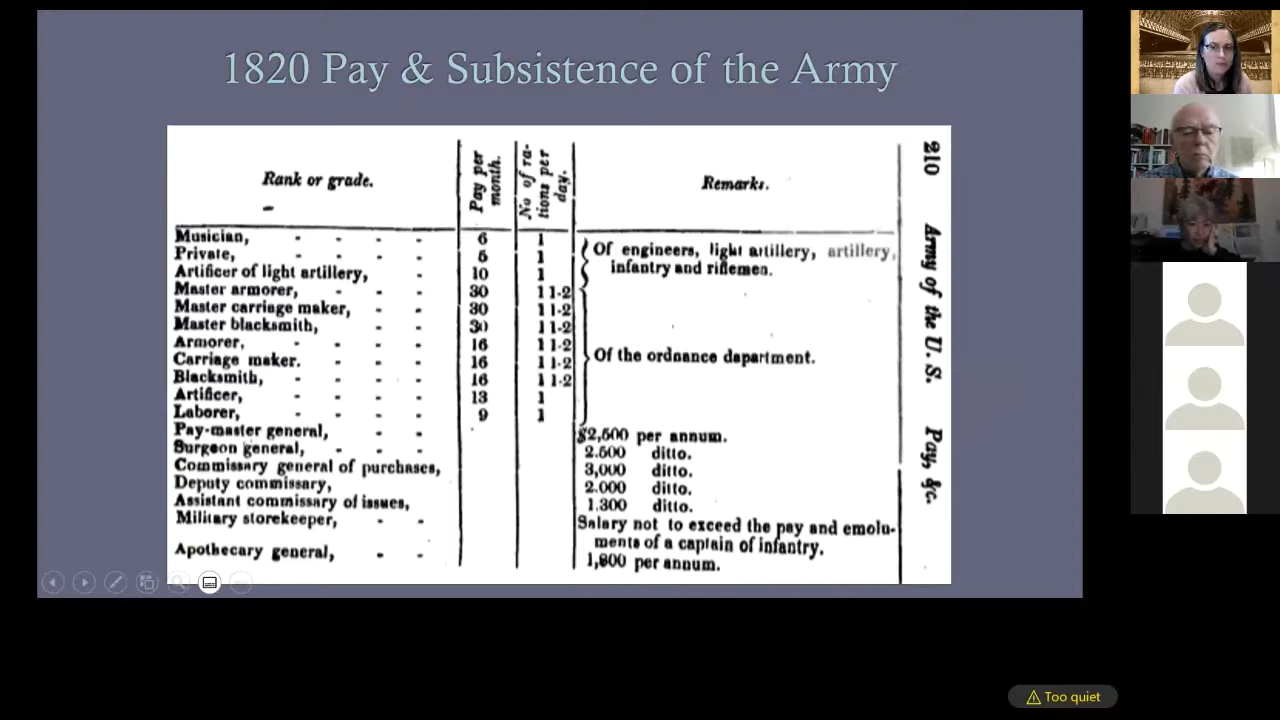 1820 Pay & Subsistence of the Army
Rank or grade. Pay per month. No of rations per day. Remarks.
Musician, - - - - 6 1
Private, - - - - 5 1
Artificer of light artillery, - 10 1
Of engineers, light artillery, artillery,
infantry and riflemen.
Master armorer, - - - 30 1 1-2
Master carriage maker, - - 30 1 1-2
Master blacksmith, - - 30 1 1-2
Armorer, - - - - 16 1 1-2
Carriage maker. - - - 16 1 1-2
Blacksmith, - - - - 16 1 1-2
Artificer, - - - - 13 1
Laborer, - - - - 9 1
Of the ordnance department.
Pay-master general, - - $2,500 per annum.
Surgeon general, - - - 2.500 ditto.
Commissary general of purchases, 3,000 ditto.
Deputy commissary, 2.000 ditto.
Assistant commissary of issues, 1.300 ditto.
Military storekeeper, - - Salary not to exceed the pay and emolu-
ments of a captain of infantry.
Apothecary general, - - 1,800 per annum.
210 Army of the U. S. Pay, &c.
Too quiet